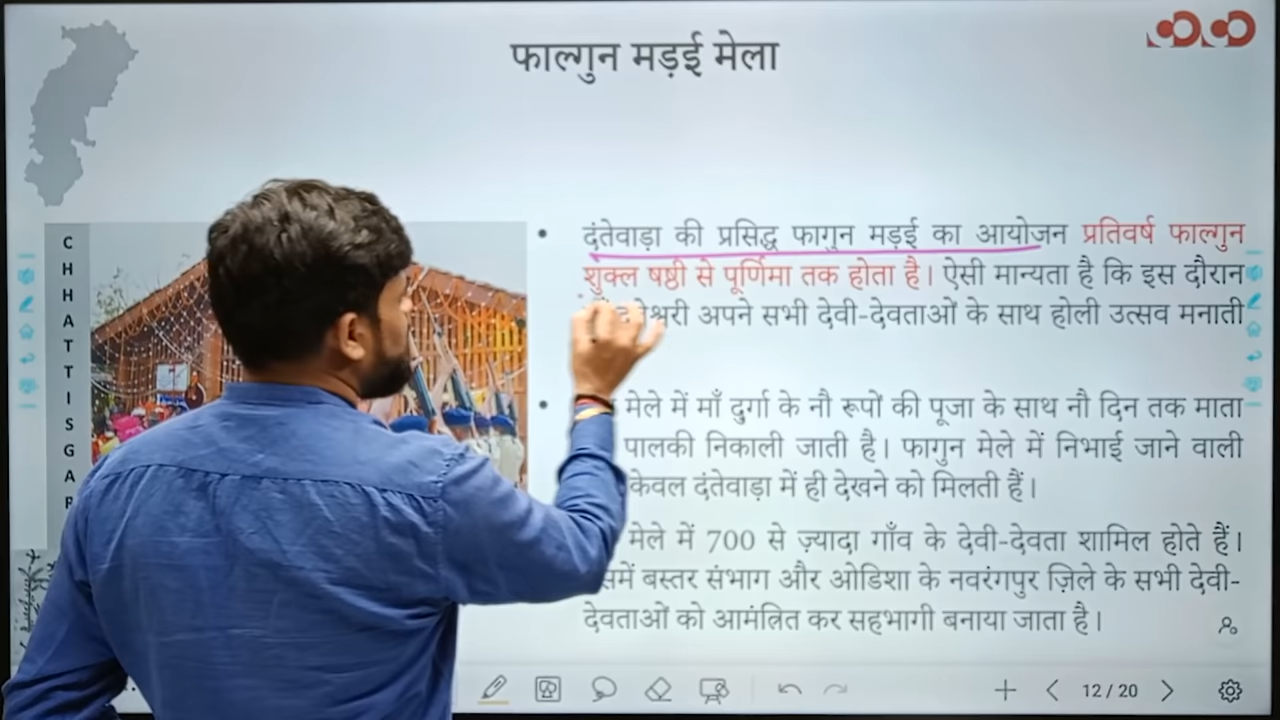 फाल्गुन मड़ई मेला
CHHATTISGAR
दंतेवाड़ा की प्रसिद्ध फागुन मड़ई का आयोजन प्रतिवर्ष फाल्गुन
शुक्ल षष्ठी से पूर्णिमा तक होता है। ऐसी मान्यता है कि इस दौरान
अपने सभी देवी-देवताओं के साथ होली उत्सव मनाती
मेले में माँ दुर्गा के नौ रूपों की पूजा के साथ नौ दिन तक माता
पालकी निकाली जाती है। फागुन मेले में निभाई जाने वाली
केवल दंतेवाड़ा में ही देखने को मिलती हैं।
मेले में 700 से ज़्यादा गाँव के देवी-देवता शामिल होते हैं।
बस्तर संभाग और ओडिशा के नवरंगपुर ज़िले के सभी देवी-
देवताओं को आमंत्रित कर सहभागी बनाया जाता है।
12 / 20